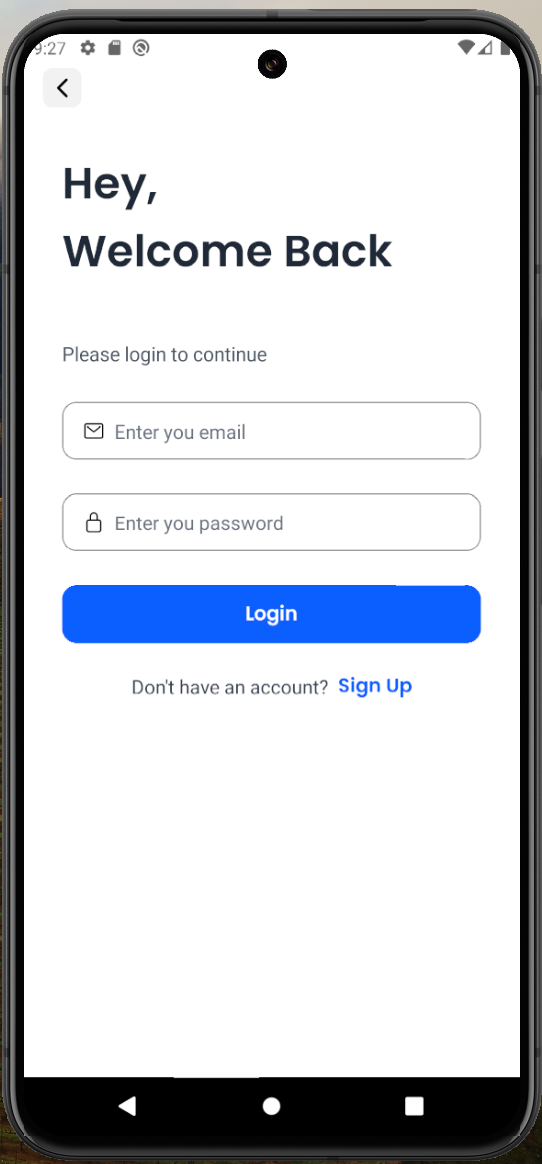 9:27
Hey,
Welcome Back
Please login to continue
Enter you email
Enter you password
Login
Don't have an account? Sign Up